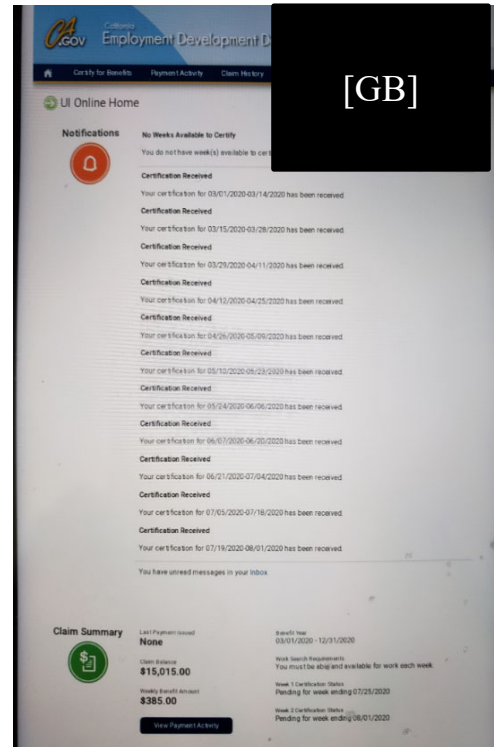 California
CA.GOV Employment Development D
Certify for Benefits Payment Activity Claim History
[GB]
UI Online Home
Notifications
No Weeks Available to Certify
You do not have week(s) available to cert
Certification Received
Your certification for 03/01/2020-03/14/2020 has been received.
Certification Received
Your certification for 03/15/2020-03/28/2020 has been received.
Certification Received
Your certification for 03/29/2020-04/11/2020 has been received.
Certification Received
Your certification for 04/12/2020-04/25/2020 has been received.
Certification Received
Your certification for 04/26/2020-05/09/2020 has been received.
Certification Received
Your certification for 05/10/2020-05/23/2020 has been received.
Certification Received
Your certification for 05/24/2020-06/06/2020 has been received.
Certification Received
Your certification for 06/07/2020-06/20/2020 has been received.
Certification Received
Your certification for 06/21/2020-07/04/2020 has been received.
Certification Received
Your certification for 07/05/2020-07/18/2020 has been received.
Certification Received
Your certification for 07/19/2020-08/01/2020 has been received.
You have unread messages in your Inbox.
Claim Summary
Last Payment Issued
None
Claim Balance
$15,015.00
Weekly Benefit Amount
$385.00
View Payment Activity
Benefit Year
03/01/2020 - 12/31/2020
Work Search Requirements
You must be able and available for work each week.
Week 1 Certification Status
Pending for week ending 07/25/2020
Week 2 Certification Status
Pending for week ending 08/01/2020